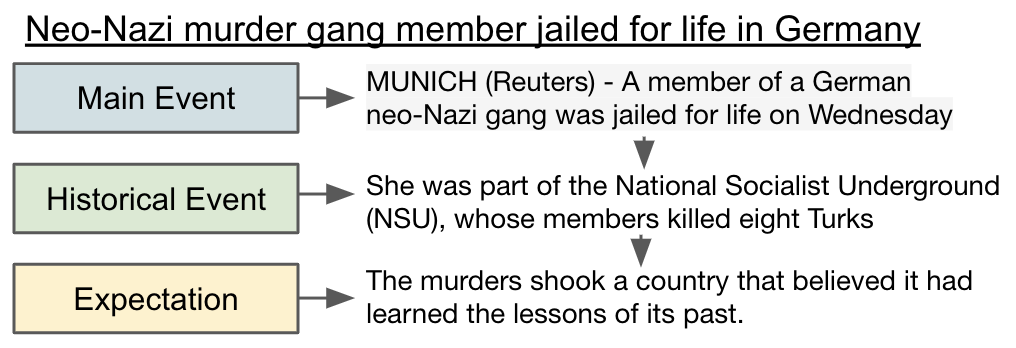 Neo-Nazi murder gang member jailed for life in Germany
Main Event
MUNICH (Reuters) - A member of a German
neo-Nazi gang was jailed for life on Wednesday
Historical Event
She was part of the National Socialist Underground
(NSU), whose members killed eight Turks
Expectation
The murders shook a country that believed it had
learned the lessons of its past.